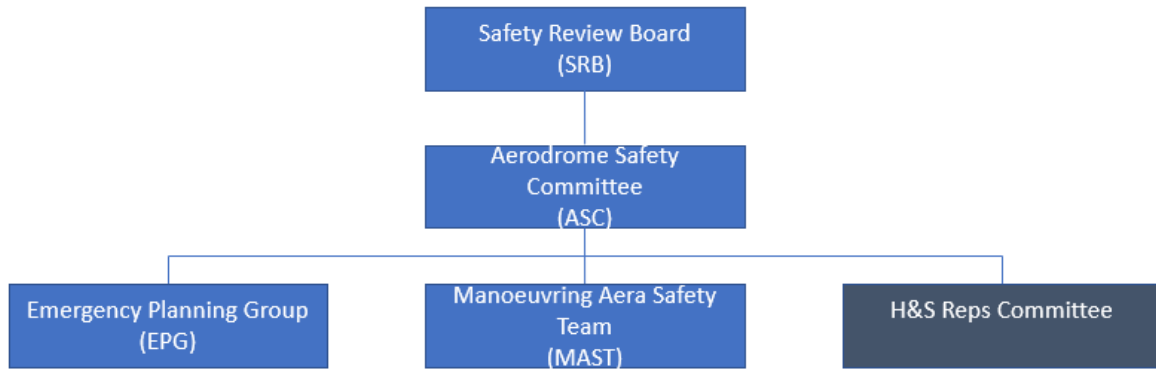 Safety Review Board
(SRB)
Aerodrome Safety
Committee
(ASC)
Emergency Planning Group
(EPG)
Manoeuvring Aera Safety
Team
(MAST)
H&S Reps Committee